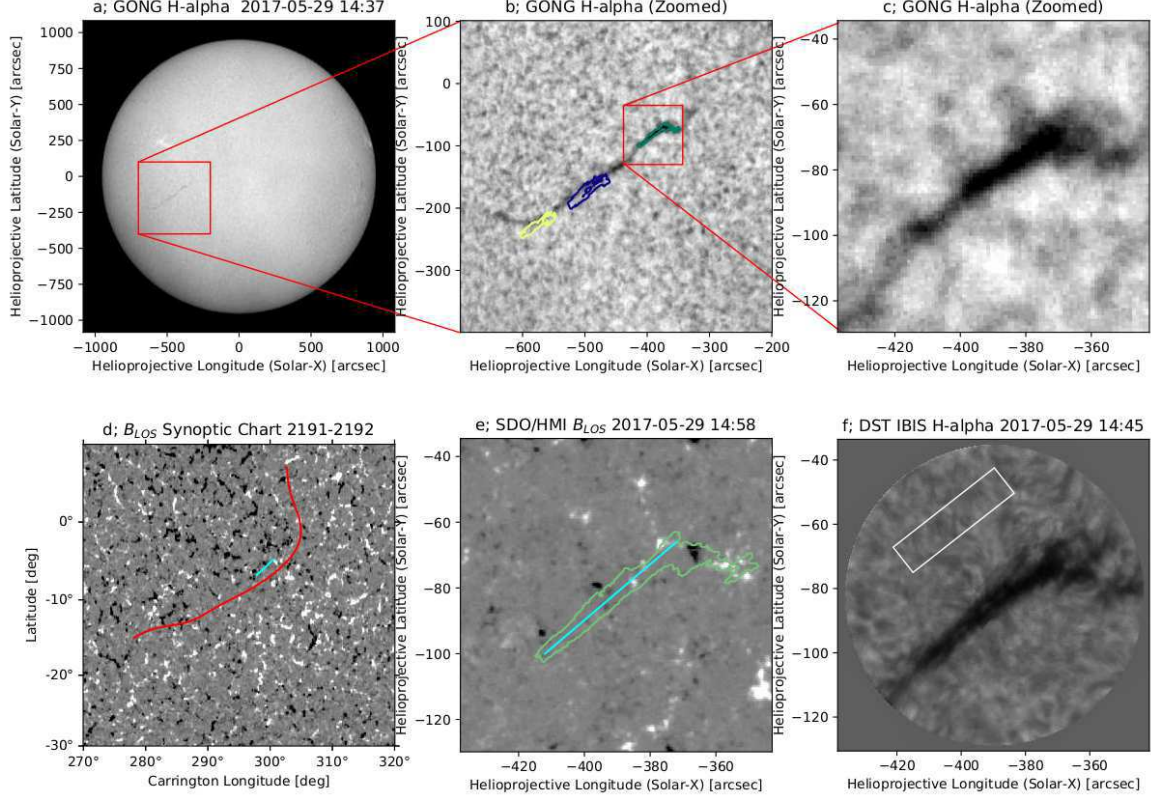 a; GONG H-alpha 2017-05-29 14:37
Helioprojective Latitude (Solar-Y) [arcsec]
1000
750
500
250
0
−250
−500
−750
−1000
−1000 −500 0 500 1000
Helioprojective Longitude (Solar-X) [arcsec]
b; GONG H-alpha (Zoomed)
Helioprojective Latitude (Solar-Y) [arcsec]
100
0
−100
−200
−300
−600 −500 −400 −300 −200
Helioprojective Longitude (Solar-X) [arcsec]
c; GONG H-alpha (Zoomed)
Helioprojective Latitude (Solar-Y) [arcsec]
−40
−60
−80
−100
−120
−420 −400 −380 −360
Helioprojective Longitude (Solar-X) [arcsec]
d; B_LOS Synoptic Chart 2191-2192
Latitude [deg]
0°
-10°
-20°
-30°
270° 280° 290° 300° 310° 320°
Carrington Longitude [deg]
e; SDO/HMI B_LOS 2017-05-29 14:58
Helioprojective Latitude (Solar-Y) [arcsec]
−40
−60
−80
−100
−120
−420 −400 −380 −360
Helioprojective Longitude (Solar-X) [arcsec]
f; DST IBIS H-alpha 2017-05-29 14:45
Helioprojective Latitude (Solar-Y) [arcsec]
−40
−60
−80
−100
−120
−420 −400 −380 −360
Helioprojective Longitude (Solar-X) [arcsec]